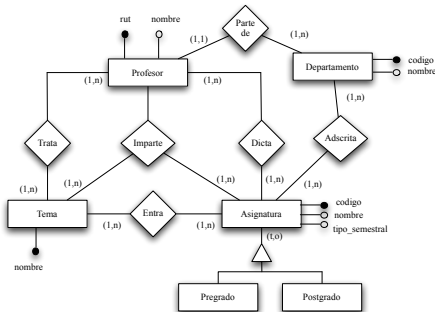 rut
nombre
Parte
de
(1,1)
(1,n)
Profesor
(1,n)
(1,n)
Departamento
codigo
nombre
(1,n)
Trata
Imparte
Dicta
Adscrita
(1,n)
(1,n)
(1,n)
(1,n)
(1,n)
Tema
(1,n)
Entra
(1,n)
Asignatura
codigo
nombre
tipo_semestral
(t,o)
nombre
Pregrado
Postgrado